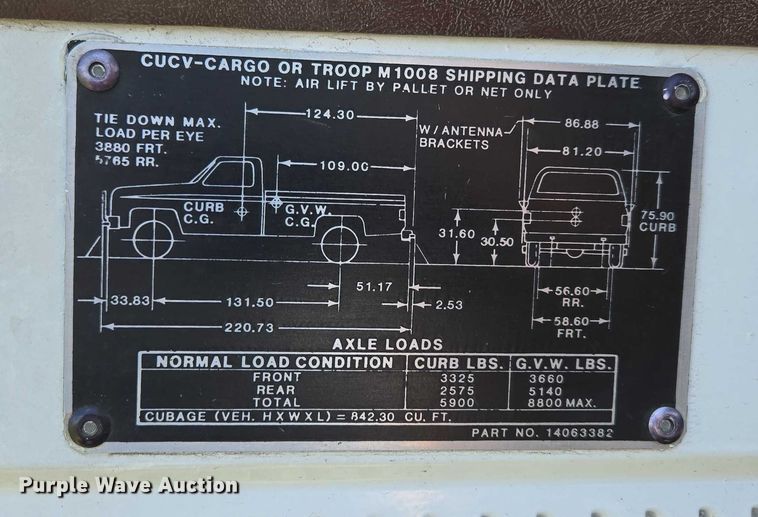 CUCV-CARGO OR TROOP M1008 SHIPPING DATA PLATE
NOTE: AIR LIFT BY PALLET OR NET ONLY
TIE DOWN MAX.
LOAD PER EYE
3880 FRT.
5765 RR.
124.30
109.00
W/ANTENNA
BRACKETS
86.88
81.20
CURB
C.G.
G.V.W.
C.G.
31.60
30.50
75.90
CURB
33.83
131.50
51.17
2.53
220.73
56.60
RR.
58.60
FRT.
AXLE LOADS
NORMAL LOAD CONDITION CURB LBS. G.V.W. LBS.
FRONT 3325 3660
REAR 2575 5140
TOTAL 5900 8800 MAX.
CUBAGE (VEH. HXWXL) = 842.30 CU. FT.
PART NO. 14063382
Purple Wave Auction